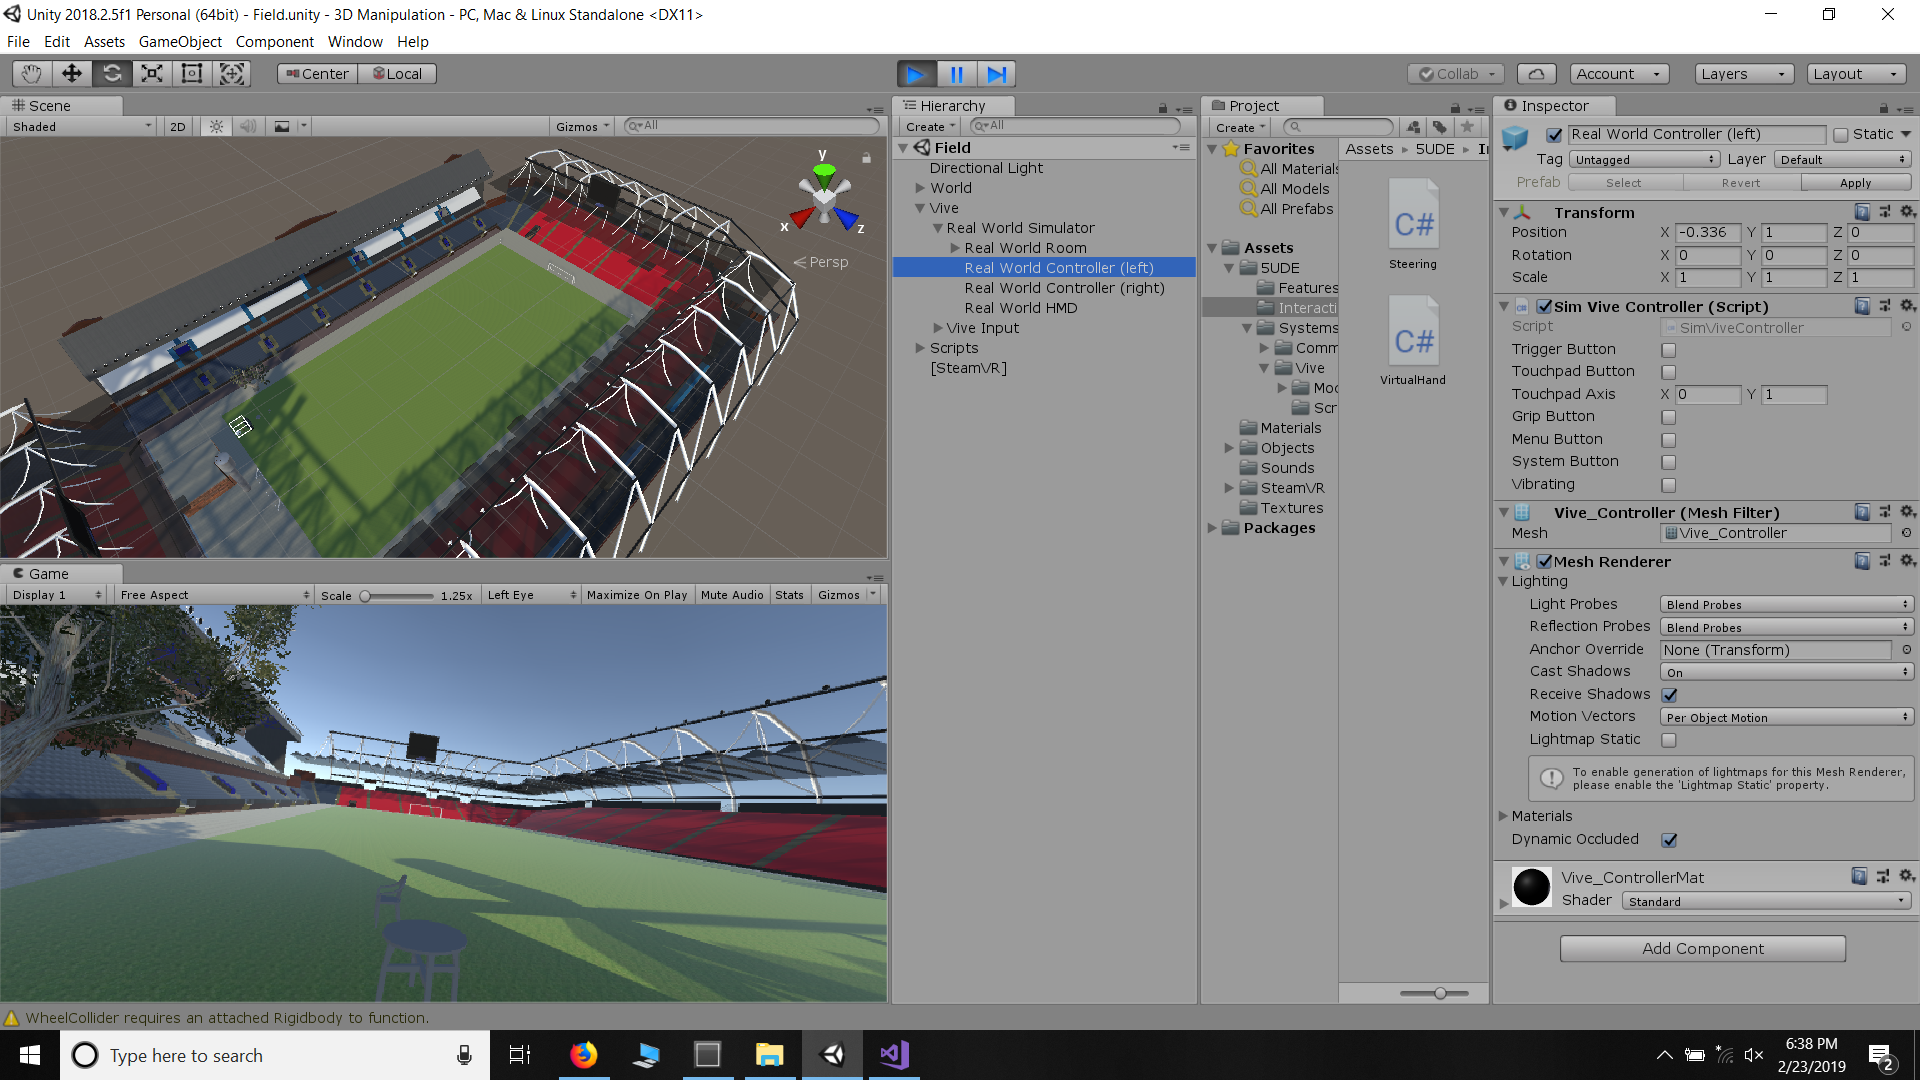 Unity 2018.2.5f1 Personal (64bit) - Field.unity - 3D Manipulation - PC, Mac & Linux Standalone <DX11>
File Edit Assets GameObject Component Window Help
Center Local Collab Account Layers Layout
Scene
Shaded 2D Gizmos All
y
x
z
Persp
Game
Display 1 Free Aspect Scale 1.25x Left Eye Maximize On Play Mute Audio Stats Gizmos
WheelCollider requires an attached Rigidbody to function.
Hierarchy
Create All
Field
Directional Light
World
Vive
Real World Simulator
Real World Room
Real World Controller (left)
Real World Controller (right)
Real World HMD
Vive Input
Scripts
[SteamVR]
Project
Create
Favorites
All Materials
All Models
All Prefabs
Assets
5UDE
Features
Interacti
Systems
Comm
Vive
Moc
Scr
Materials
Objects
Sounds
SteamVR
Textures
Packages
Assets 5UDE In
C#
Steering
C#
VirtualHand
Inspector
Real World Controller (left) Static
Tag Untagged Layer Default
Prefab Select Revert Apply
Transform
Position X -0.336 Y 1 Z 0
Rotation X 0 Y 0 Z 0
Scale X 1 Y 1 Z 1
Sim Vive Controller (Script)
Script SimViveController
Trigger Button
Touchpad Button
Touchpad Axis X 0 Y 1
Grip Button
Menu Button
System Button
Vibrating
Vive_Controller (Mesh Filter)
Mesh Vive_Controller
Mesh Renderer
Lighting
Light Probes Blend Probes
Reflection Probes Blend Probes
Anchor Override None (Transform)
Cast Shadows On
Receive Shadows
Motion Vectors Per Object Motion
Lightmap Static
To enable generation of lightmaps for this Mesh Renderer,
please enable the 'Lightmap Static' property.
Materials
Dynamic Occluded
Vive_ControllerMat
Shader Standard
Add Component
Type here to search
6:38 PM
2/23/2019
2